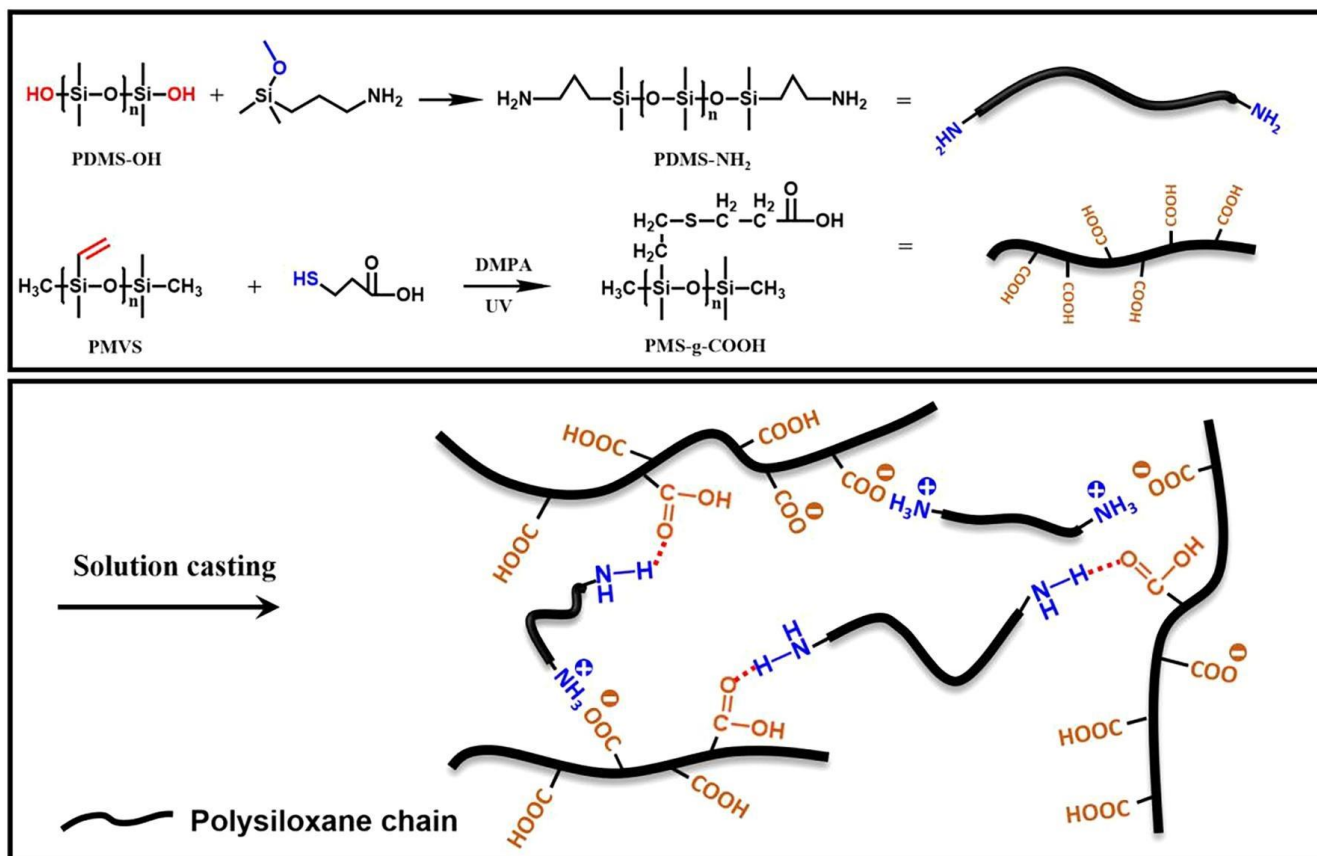 HO Si O Si OH n + O Si NH2 H2N Si O Si O Si NH2 n = H2N NH2
PDMS-OH PDMS-NH2
H2C S H2C H2C O OH
H2C
H3C Si O Si CH3 n + HS O OH DMPA UV H3C Si O Si CH3 n =
COOH COOH COOH COOH COOH COOH COOH
PMVS PMS-g-COOH
Solution casting
HOOC COOH
HOOC C OH O COO − COO −
H3N + NH3 + − OOC
N H H
NH3 + − OOC
O C OH
H N H
N H H O C OH
COO −
HOOC
HOOC
HOOC COOH
Polysiloxane chain